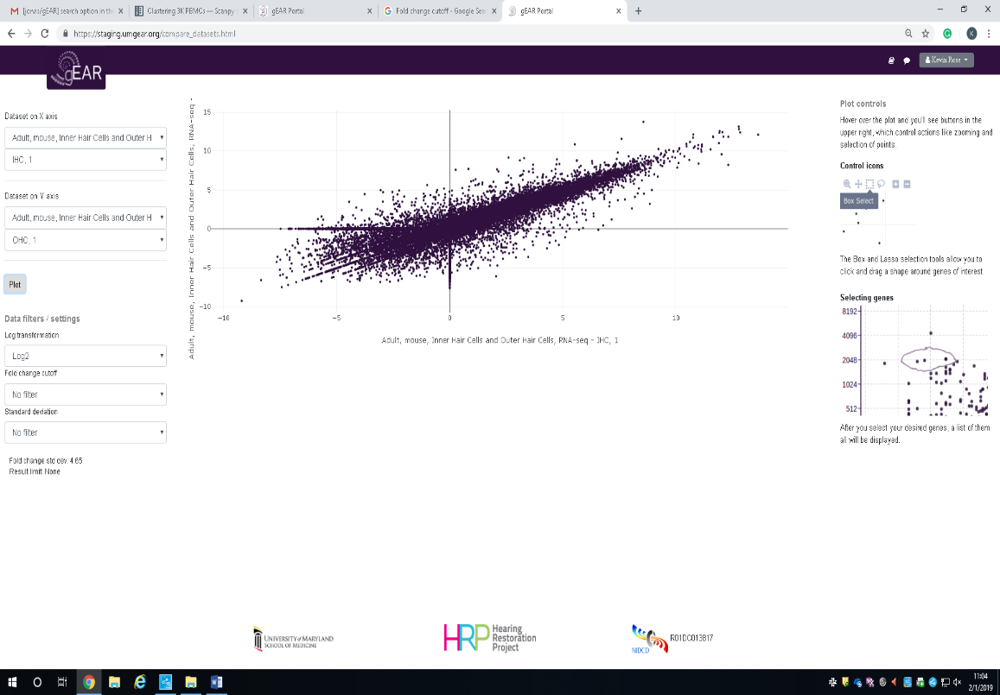 [jorvis/gEAR] search option in the
Clustering 3K PBMCs — Scanpy
gEAR Portal
Fold change cutoff - Google Sea
gEAR Portal
https://staging.umgear.org/compare_datasets.html
K
gEAR
Kevin Rose
Dataset on X axis
Adult, mouse, Inner Hair Cells and Outer H
IHC, 1
Dataset on Y axis
Adult, mouse, Inner Hair Cells and Outer H
OHC, 1
Plot
Data filters / settings
Log transformation
Log2
Fold change cutoff
No filter
Standard deviation
No filter
Fold change std dev: 4.65
Result limit: None
Adult, mouse, Inner Hair Cells and Outer Hair Cells, RNA-seq -
15
10
5
0
−5
−10
−10
−5
0
5
10
Adult, mouse, Inner Hair Cells and Outer Hair Cells, RNA-seq - IHC, 1
Plot controls
Hover over the plot and you'll see buttons in the
upper right, which control actions like zooming and
selection of points.
Control icons
Box Select
The Box and Lasso selection tools allow you to
click and drag a shape around genes of interest.
Selecting genes
8192
4096
2048
1024
512
After you select your desired genes, a list of them
all will be displayed.
UNIVERSITY of MARYLAND
SCHOOL OF MEDICINE
HRP Hearing
Restoration
Project
NIDCD
R01DC013817
11:04
2/1/2019